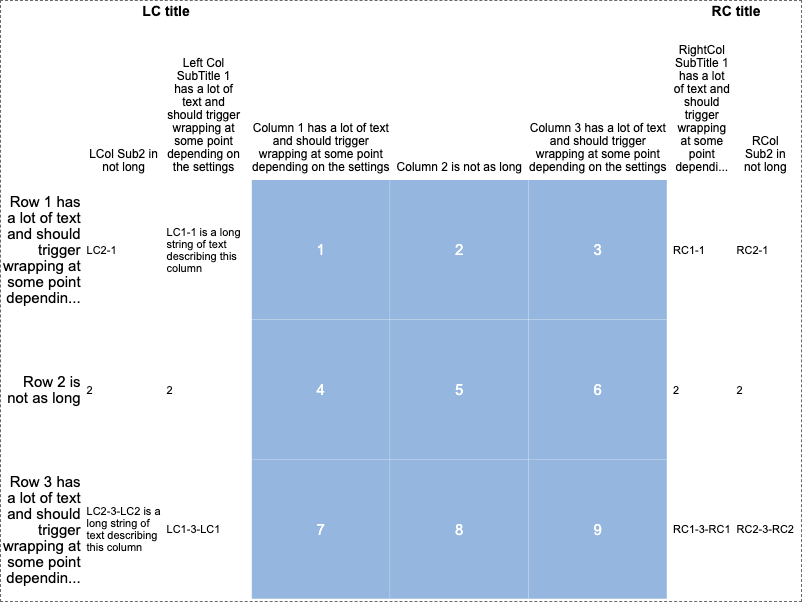 LC title
RC title
LCol Sub2 in
not long
Left Col
SubTitle 1
has a lot of
text and
should trigger
wrapping at
some point
depending on
the settings
Column 1 has a lot of text
and should trigger
wrapping at some point
depending on the settings
Column 2 is not as long
Column 3 has a lot of text
and should trigger
wrapping at some point
depending on the settings
RightCol
SubTitle 1
has a lot
of text and
should
trigger
wrapping
at some
point
dependi...
RCol
Sub2 in
not long
Row 1 has
a lot of text
and should
trigger
wrapping at
some point
dependin...
LC2-1
LC1-1 is a long
string of text
describing this
column
1
2
3
RC1-1
RC2-1
Row 2 is
not as long
2
2
4
5
6
2
2
Row 3 has
a lot of text
and should
trigger
wrapping at
some point
dependin...
LC2-3-LC2 is a
long string of
text describing
this column
LC1-3-LC1
7
8
9
RC1-3-RC1
RC2-3-RC2